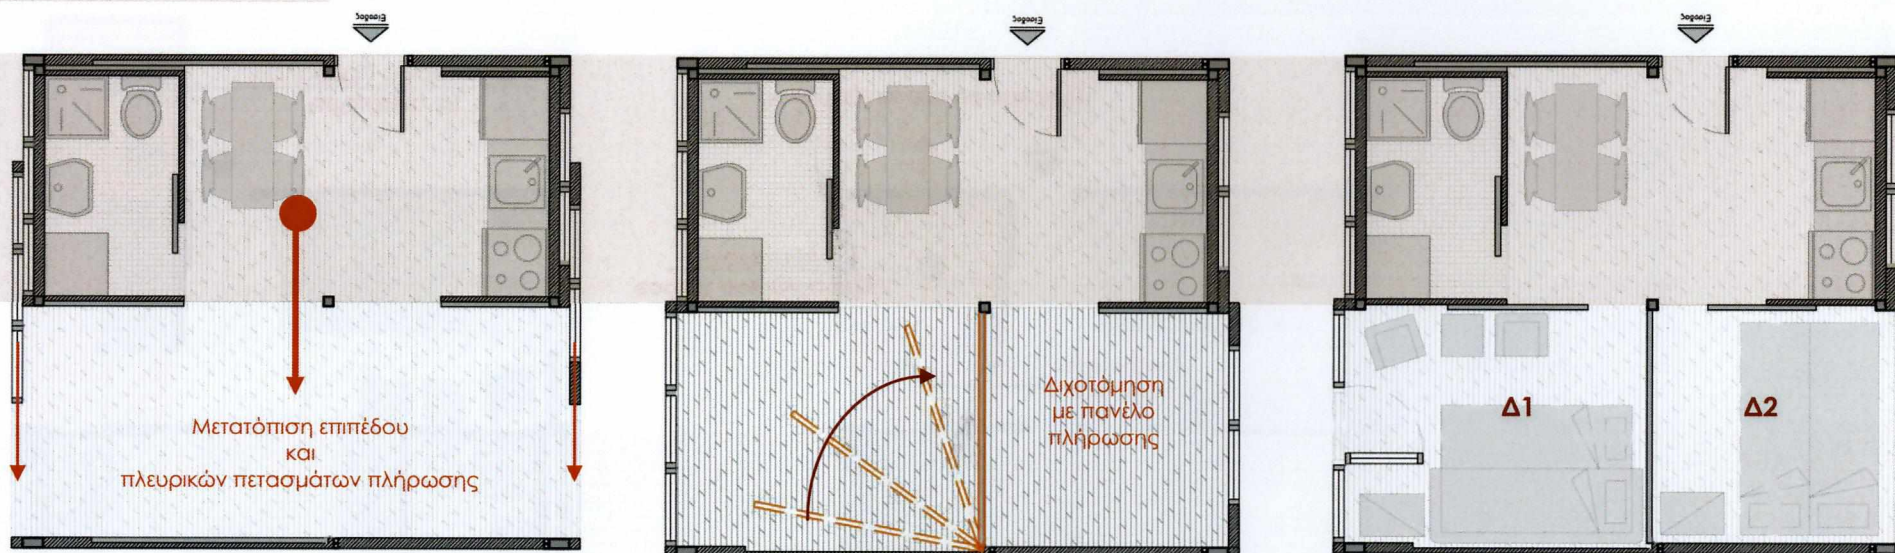 Είσοδος
Είσοδος
Είσοδος
Μετατόπιση επιπέδου
και
πλευρικών πετασμάτων πλήρωσης
Διχοτόμηση
με πανέλο
πλήρωσης
Δ1
Δ2